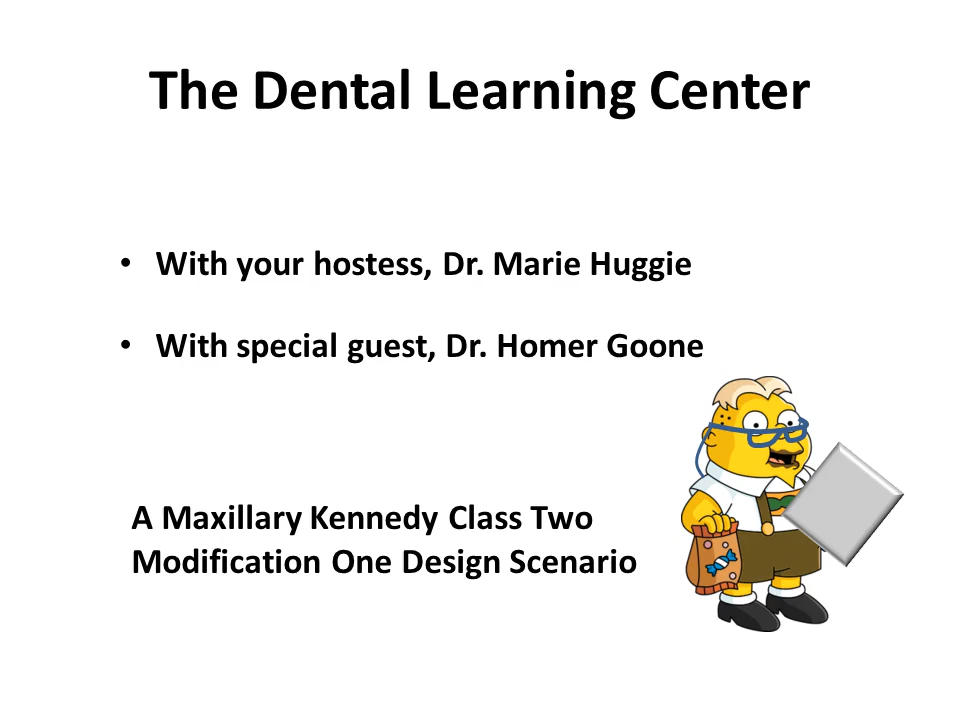 The Dental Learning Center
• With your hostess, Dr. Marie Huggie
• With special guest, Dr. Homer Goone
A Maxillary Kennedy Class Two
Modification One Design Scenario